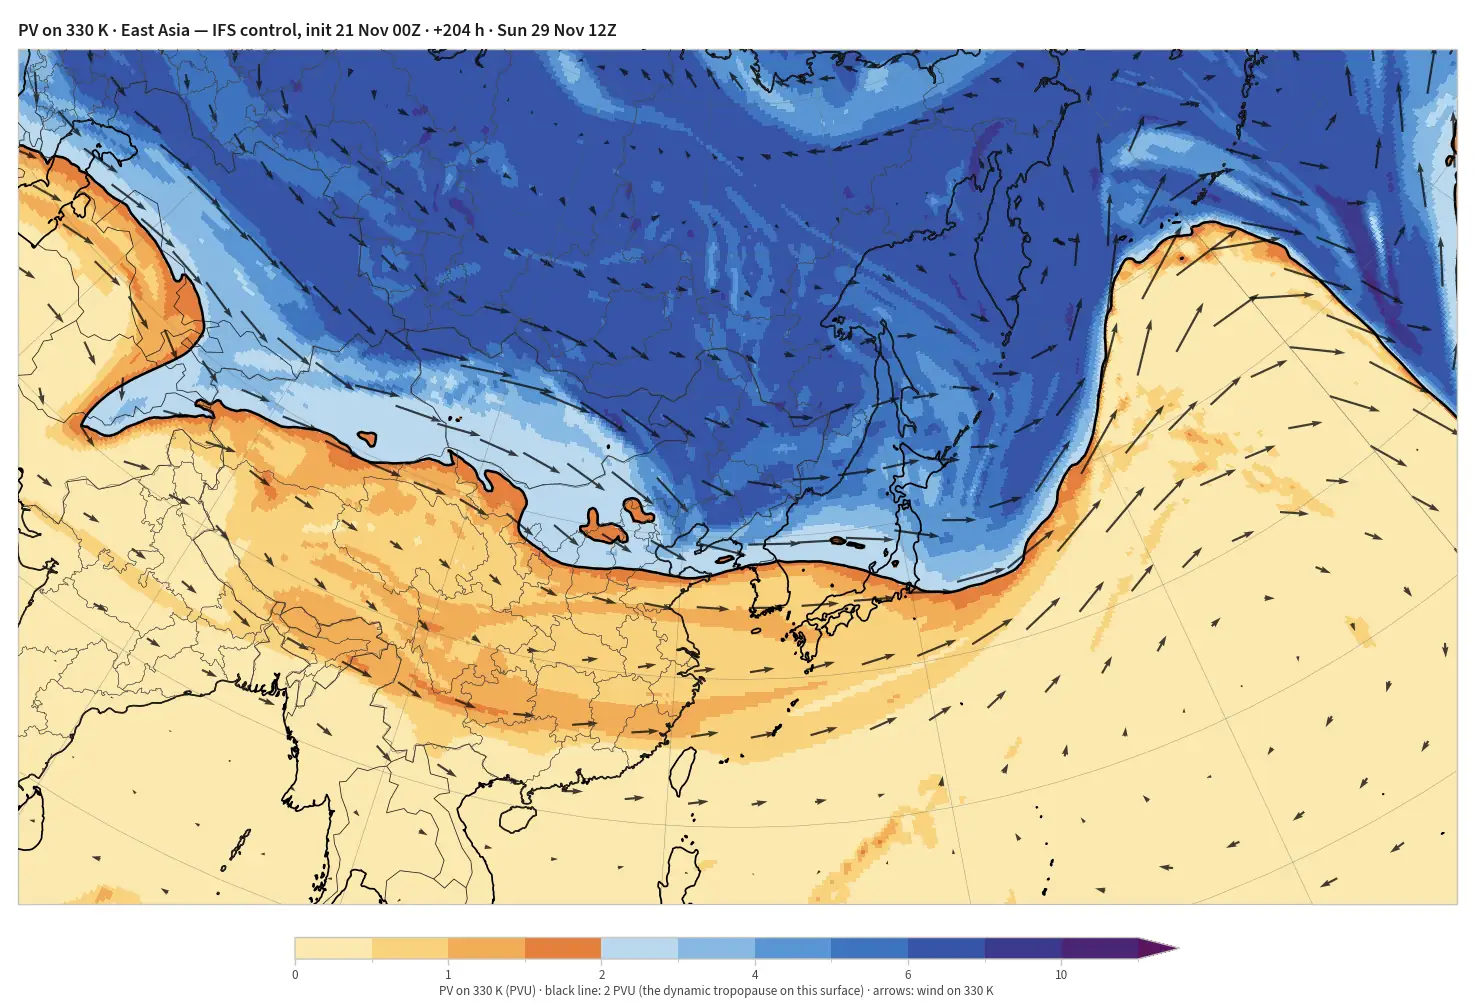 PV on 330 K · East Asia — IFS control, init 21 Nov 00Z · +204 h · Sun 29 Nov 12Z
0 1 2 4 6 10
PV on 330 K (PVU) · black line: 2 PVU (the dynamic tropopause on this surface) · arrows: wind on 330 K